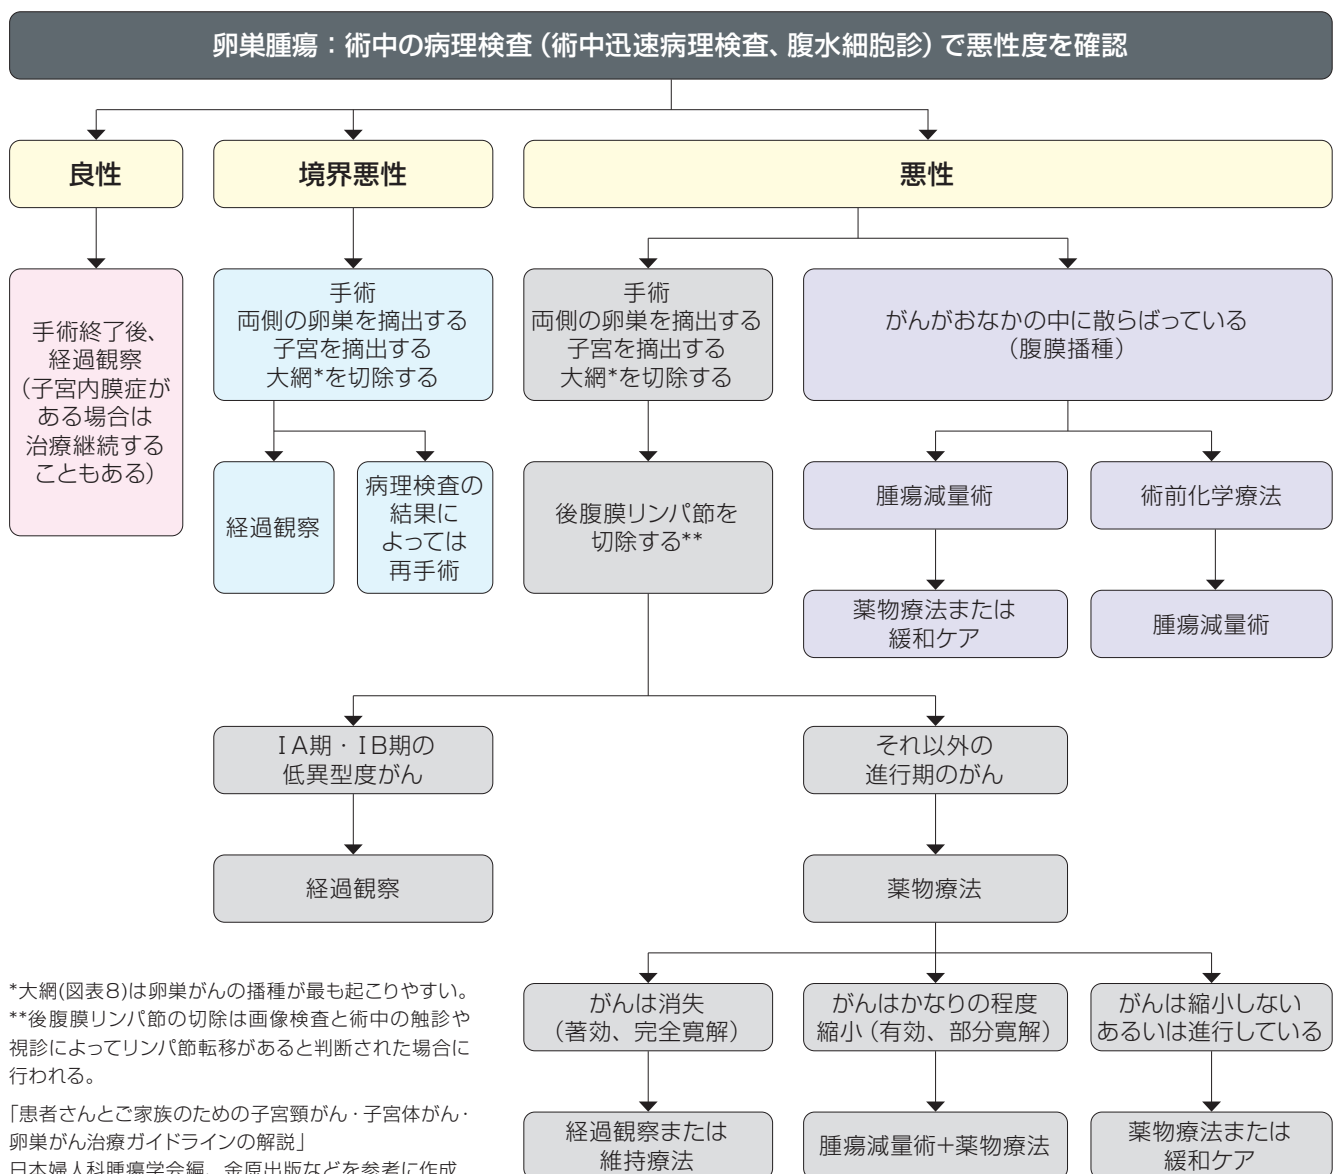 卵巣腫瘍：術中の病理検査（術中迅速病理検査、腹水細胞診）で悪性度を確認
良性
境界悪性
悪性
手術終了後、
経過観察
（子宮内膜症が
ある場合は
治療継続する
こともある）
手術
両側の卵巣を摘出する
子宮を摘出する
大網*を切除する
手術
両側の卵巣を摘出する
子宮を摘出する
大網*を切除する
がんがおなかの中に散らばっている
（腹膜播種）
経過観察
病理検査の
結果に
よっては
再手術
後腹膜リンパ節を
切除する**
腫瘍減量術
術前化学療法
薬物療法または
緩和ケア
腫瘍減量術
ⅠA期・ⅠB期の
低異型度がん
それ以外の
進行期のがん
経過観察
薬物療法
がんは消失
（著効、完全寛解）
がんはかなりの程度
縮小（有効、部分寛解）
がんは縮小しない
あるいは進行している
経過観察または
維持療法
腫瘍減量術＋薬物療法
薬物療法または
緩和ケア
*大網(図表8)は卵巣がんの播種が最も起こりやすい。
**後腹膜リンパ節の切除は画像検査と術中の触診や
視診によってリンパ節転移があると判断された場合に
行われる。
「患者さんとご家族のための子宮頸がん・子宮体がん・
卵巣がん治療ガイドラインの解説」
日本婦人科腫瘍学会編、金原出版などを参考に作成